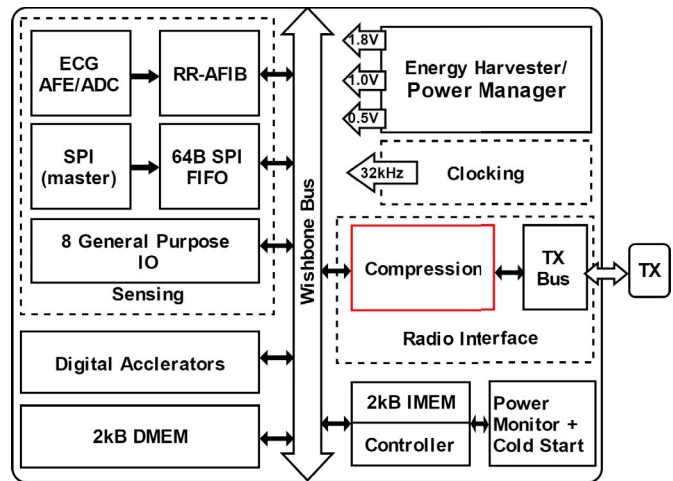 ECG
AFE/ADC
RR-AFIB
SPI
(master)
64B SPI
FIFO
8 General Purpose
IO
Sensing
Digital Acclerators
2kB DMEM
Wishbone Bus
1.8V
1.0V
0.5V
Energy Harvester/
Power Manager
32kHz
Clocking
Compression
TX
Bus
TX
Radio Interface
2kB IMEM
Controller
Power
Monitor +
Cold Start